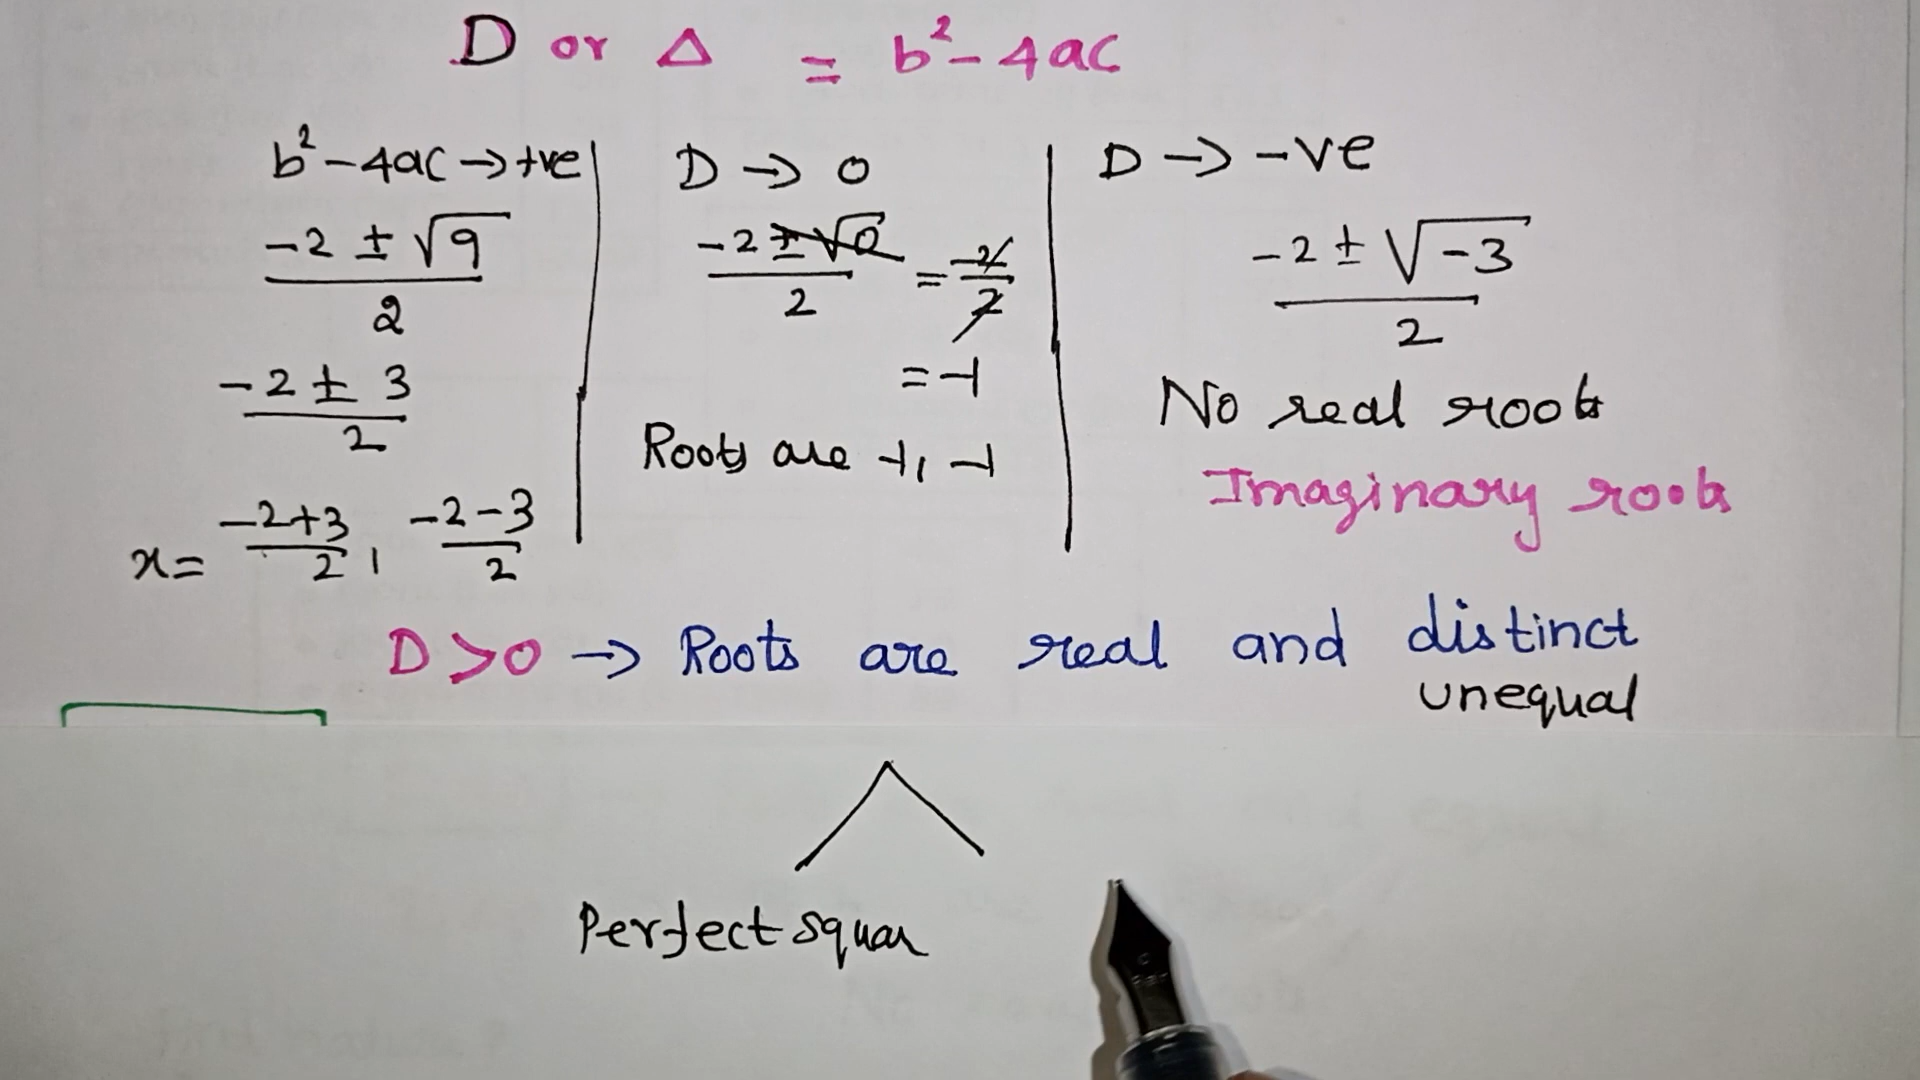 D or Δ = b² - 4ac
b² - 4ac → +ve
-2 ± √9 / 2
-2 ± 3 / 2
x = -2+3 / 2 , -2-3 / 2
D → 0
-2 ± √0 / 2 = -2 / 2
= -1
Roots are -1, -1
D → -ve
-2 ± √-3 / 2
No real roots
Imaginary roots
D > 0 → Roots are real and distinct
unequal
Perfect squar